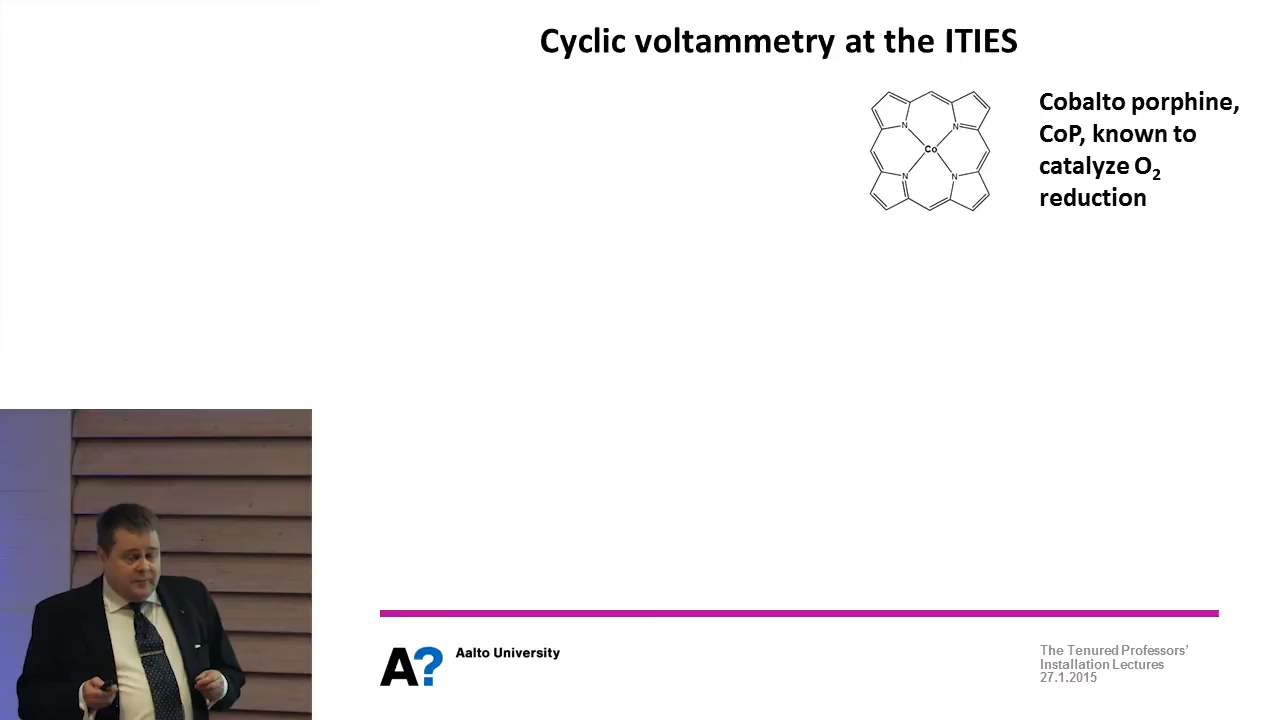 Cyclic voltammetry at the ITIES
N
N
Co
N
N
Cobalto porphine,
CoP, known to
catalyze O₂
reduction
A?
Aalto University
The Tenured Professors’
Installation Lectures
27.1.2015